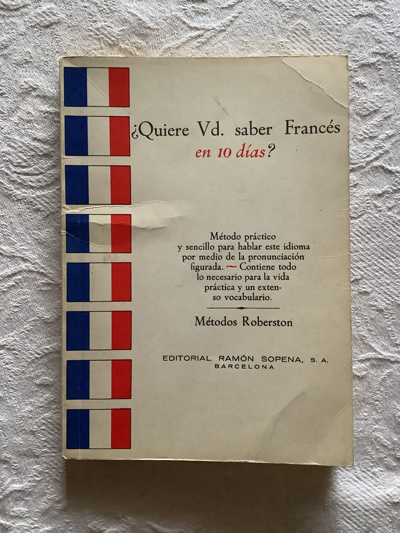 ¿Quiere Vd. saber Francés
en 10 días?
Método práctico
y sencillo para hablar este idioma
por medio de la pronunciación
figurada. ~ Contiene todo
lo necesario para la vida
práctica y un exten-
so vocabulario.
Métodos Roberston
EDITORIAL RAMÓN SOPENA, S. A.
BARCELONA